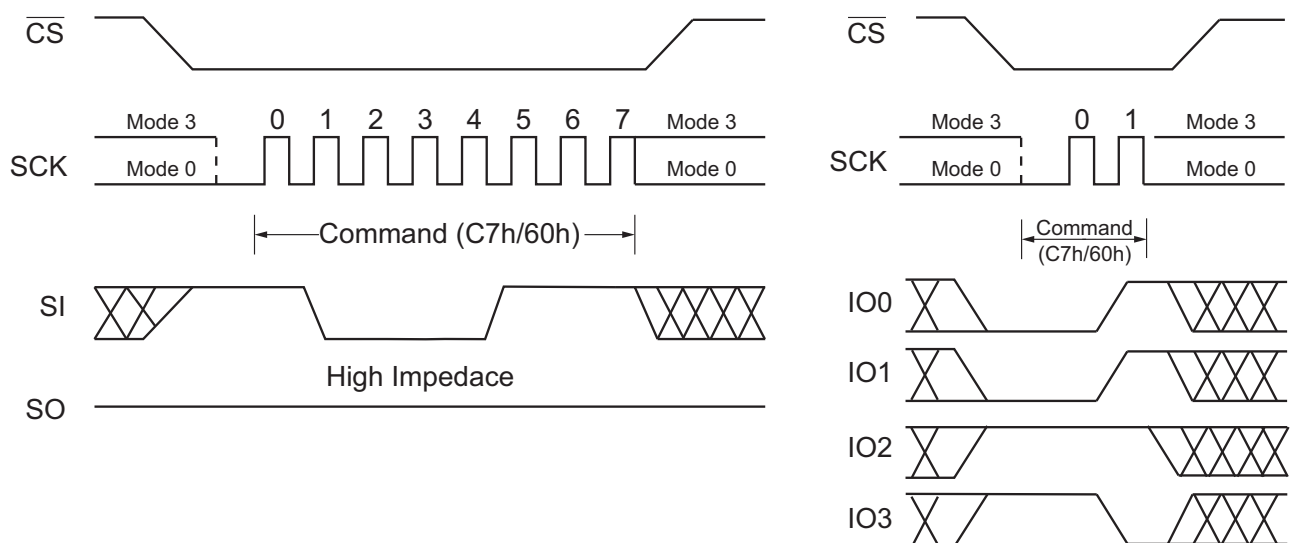 CS
Mode 3 0 1 2 3 4 5 6 7 Mode 3
SCK
Mode 0 Mode 0
Command (C7h/60h)
SI
High Impedace
SO
CS
Mode 3 0 1 Mode 3
SCK
Mode 0 Mode 0
Command
(C7h/60h)
IO0
IO1
IO2
IO3